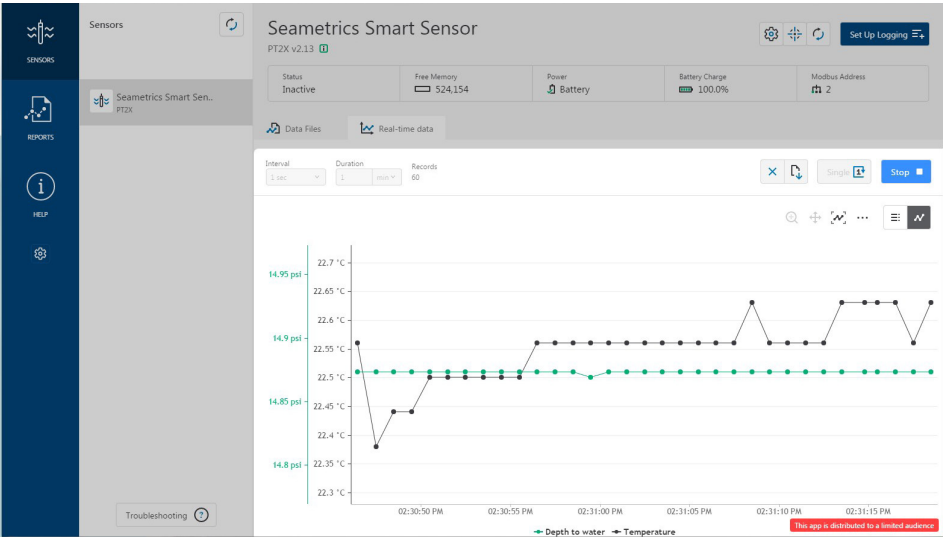 SENSORS
REPORTS
HELP
Sensors
Seametrics Smart Sen..
PT2X
Troubleshooting ?
Seametrics Smart Sensor
PT2X v2.13
Set Up Logging
Status
Inactive
Free Memory
524,154
Power
Battery
Battery Charge
100.0%
Modbus Address
2
Data Files
Real-time data
Interval
1 sec
Duration
1 min
Records
60
Single
Stop
14.95 psi
14.9 psi
14.85 psi
14.8 psi
22.7 °C
22.65 °C
22.6 °C
22.55 °C
22.5 °C
22.45 °C
22.4 °C
22.35 °C
22.3 °C
02:30:50 PM 02:30:55 PM 02:31:00 PM 02:31:05 PM 02:31:10 PM 02:31:15 PM
Depth to water Temperature
This app is distributed to a limited audience